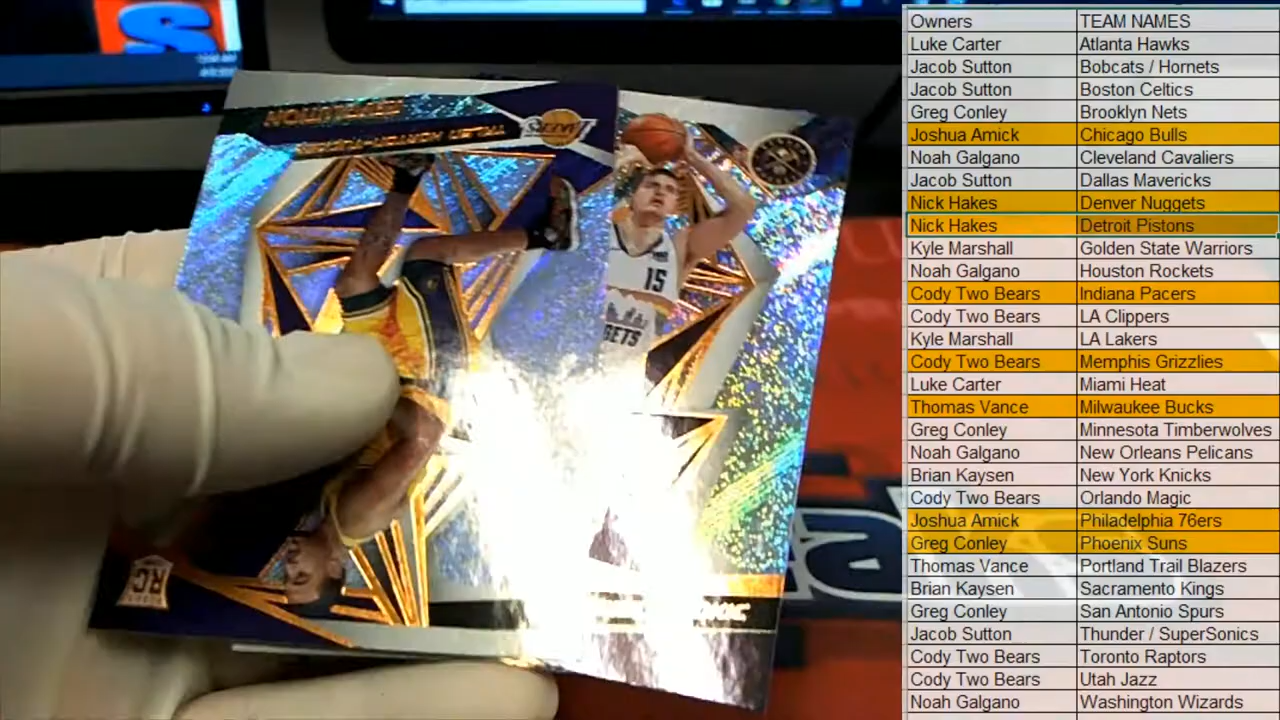 Owners TEAM NAMES
Luke Carter Atlanta Hawks
Jacob Sutton Bobcats / Hornets
Jacob Sutton Boston Celtics
Greg Conley Brooklyn Nets
Joshua Amick Chicago Bulls
Noah Galgano Cleveland Cavaliers
Jacob Sutton Dallas Mavericks
Nick Hakes Denver Nuggets
Nick Hakes Detroit Pistons
Kyle Marshall Golden State Warriors
Noah Galgano Houston Rockets
Cody Two Bears Indiana Pacers
Cody Two Bears LA Clippers
Kyle Marshall LA Lakers
Cody Two Bears Memphis Grizzlies
Luke Carter Miami Heat
Thomas Vance Milwaukee Bucks
Greg Conley Minnesota Timberwolves
Noah Galgano New Orleans Pelicans
Brian Kaysen New York Knicks
Cody Two Bears Orlando Magic
Joshua Amick Philadelphia 76ers
Greg Conley Phoenix Suns
Thomas Vance Portland Trail Blazers
Brian Kaysen Sacramento Kings
Greg Conley San Antonio Spurs
Jacob Sutton Thunder / SuperSonics
Cody Two Bears Toronto Raptors
Cody Two Bears Utah Jazz
Noah Galgano Washington Wizards
REVOLUTION
LAKERS
15
RC